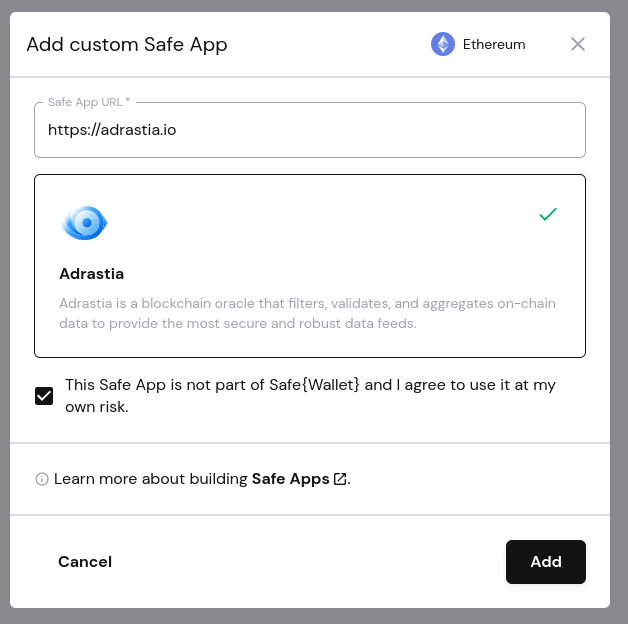 Add custom Safe App
Ethereum
Safe App URL *
https://adrastia.io
Adrastia
Adrastia is a blockchain oracle that filters, validates, and aggregates on-chain
data to provide the most secure and robust data feeds.
This Safe App is not part of Safe{Wallet} and I agree to use it at my
own risk.
Learn more about building Safe Apps.
Cancel
Add